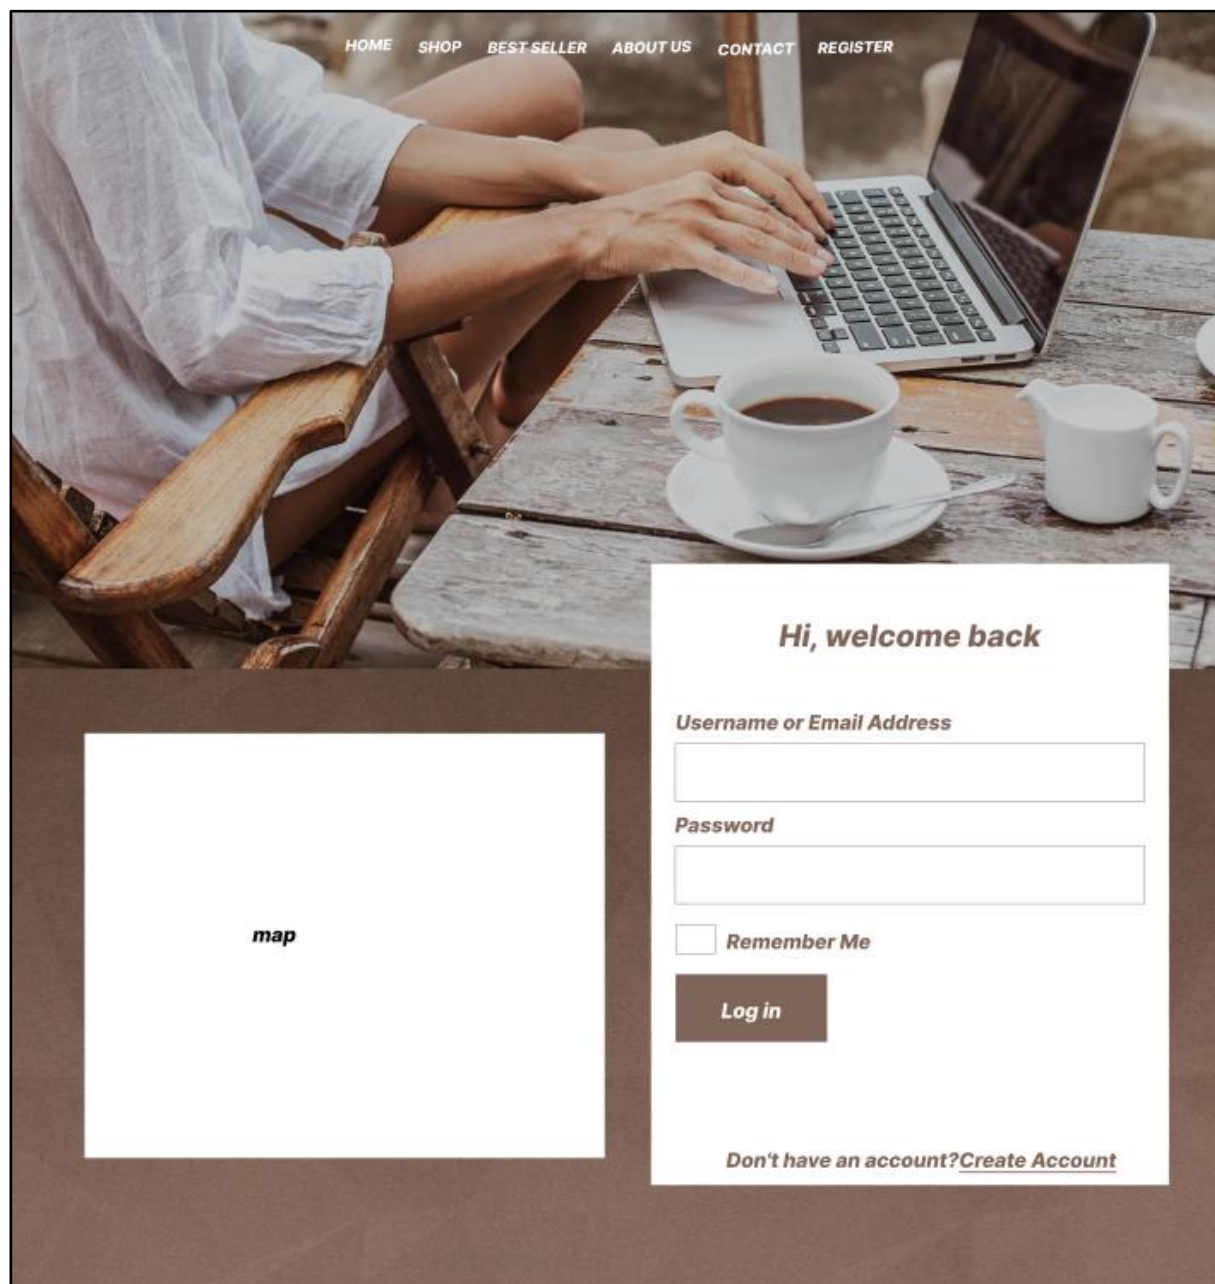 HOME SHOP BEST SELLER ABOUT US CONTACT REGISTER
Hi, welcome back
Username or Email Address
Password
Remember Me
Log in
Don't have an account?Create Account
map